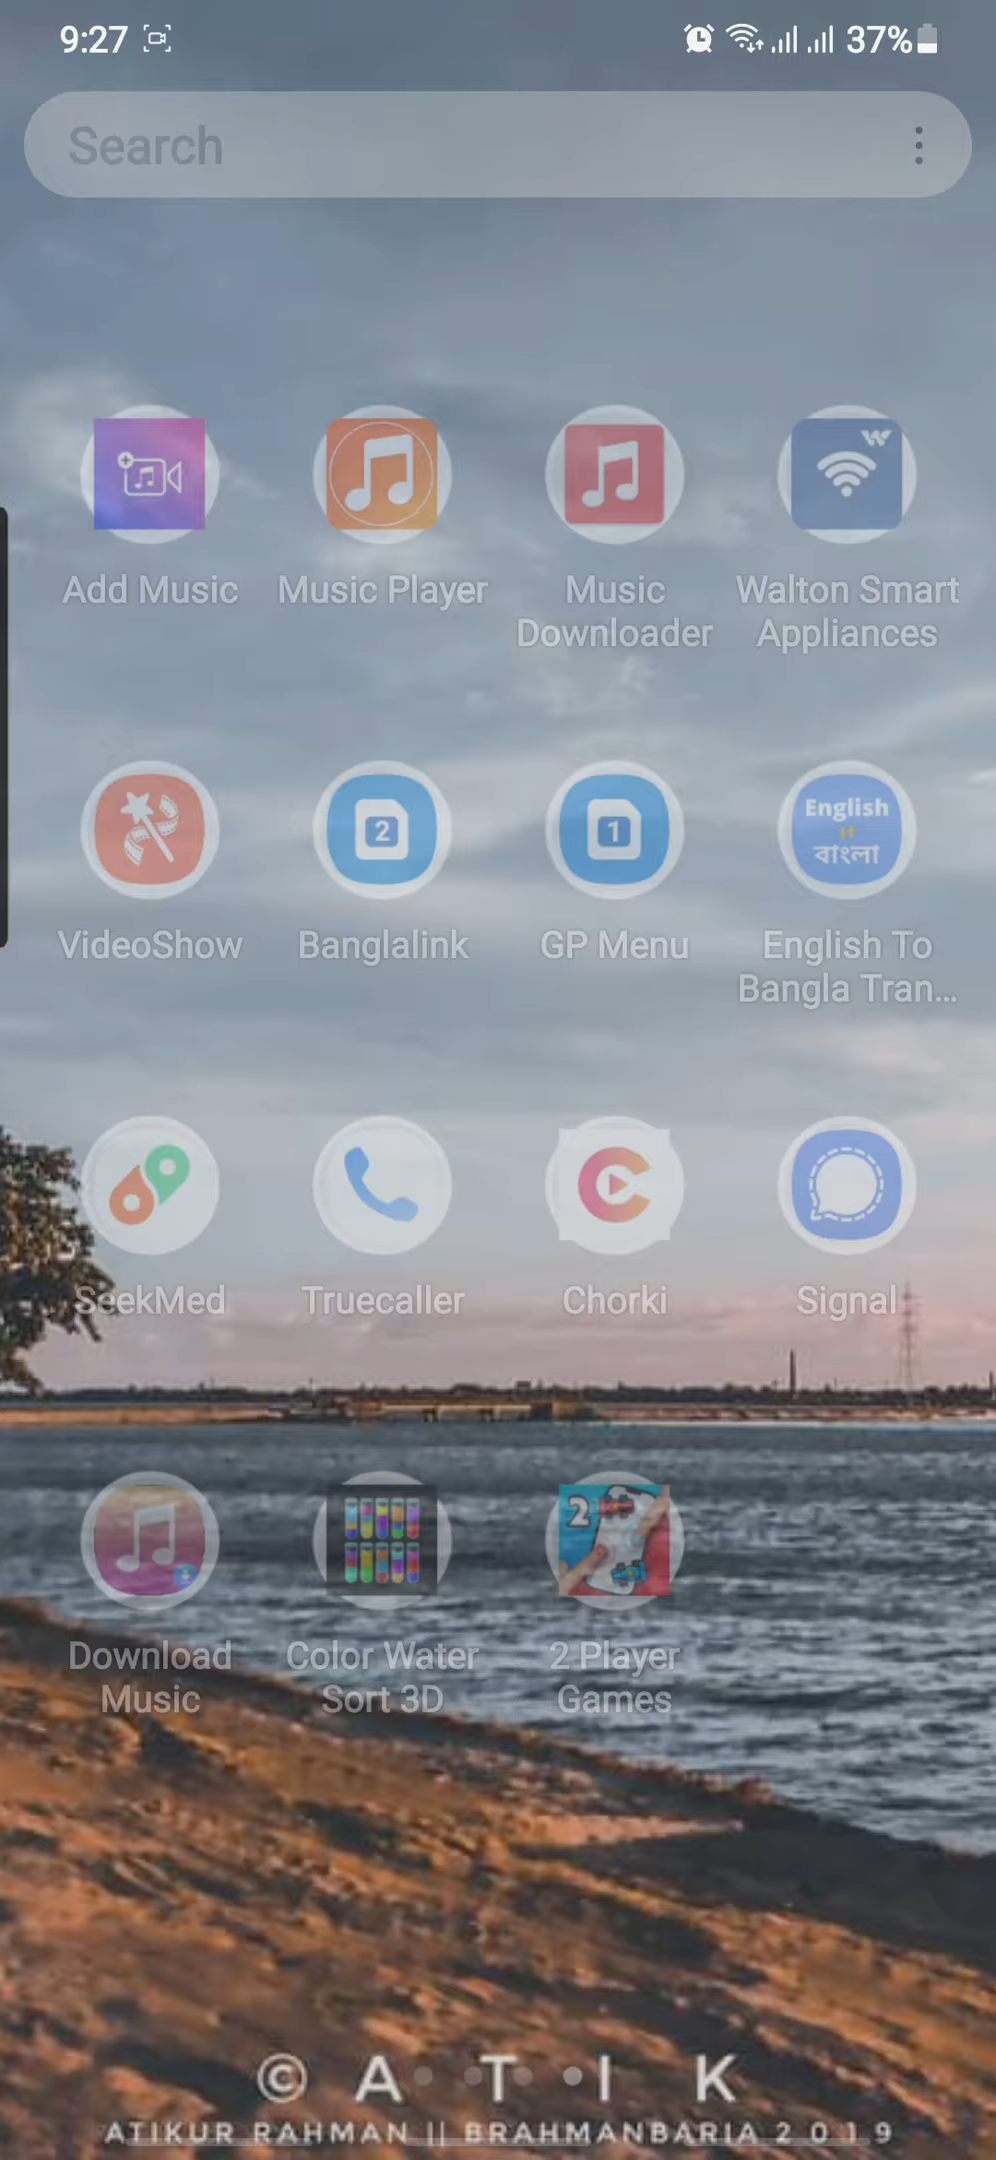 9:27 37%
Search
Add Music Music Player Music Downloader Walton Smart Appliances
2 1 English বাংলা
VideoShow Banglalink GP Menu English To Bangla Tran...
SeekMed Truecaller Chorki Signal
2
Download Music Color Water Sort 3D 2 Player Games
© A T I K
ATIKUR RAHMAN || BRAHMANBARIA 2019